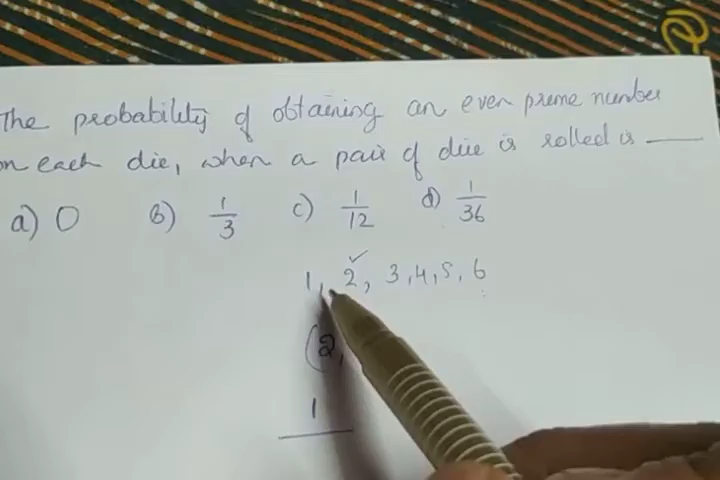 The probability of obtaining an even prime number
on each die, when a pair of dice is rolled is ___
a) 0 b) 1/3 c) 1/12 d) 1/36
1, 2, 3, 4, 5, 6
(2,
1